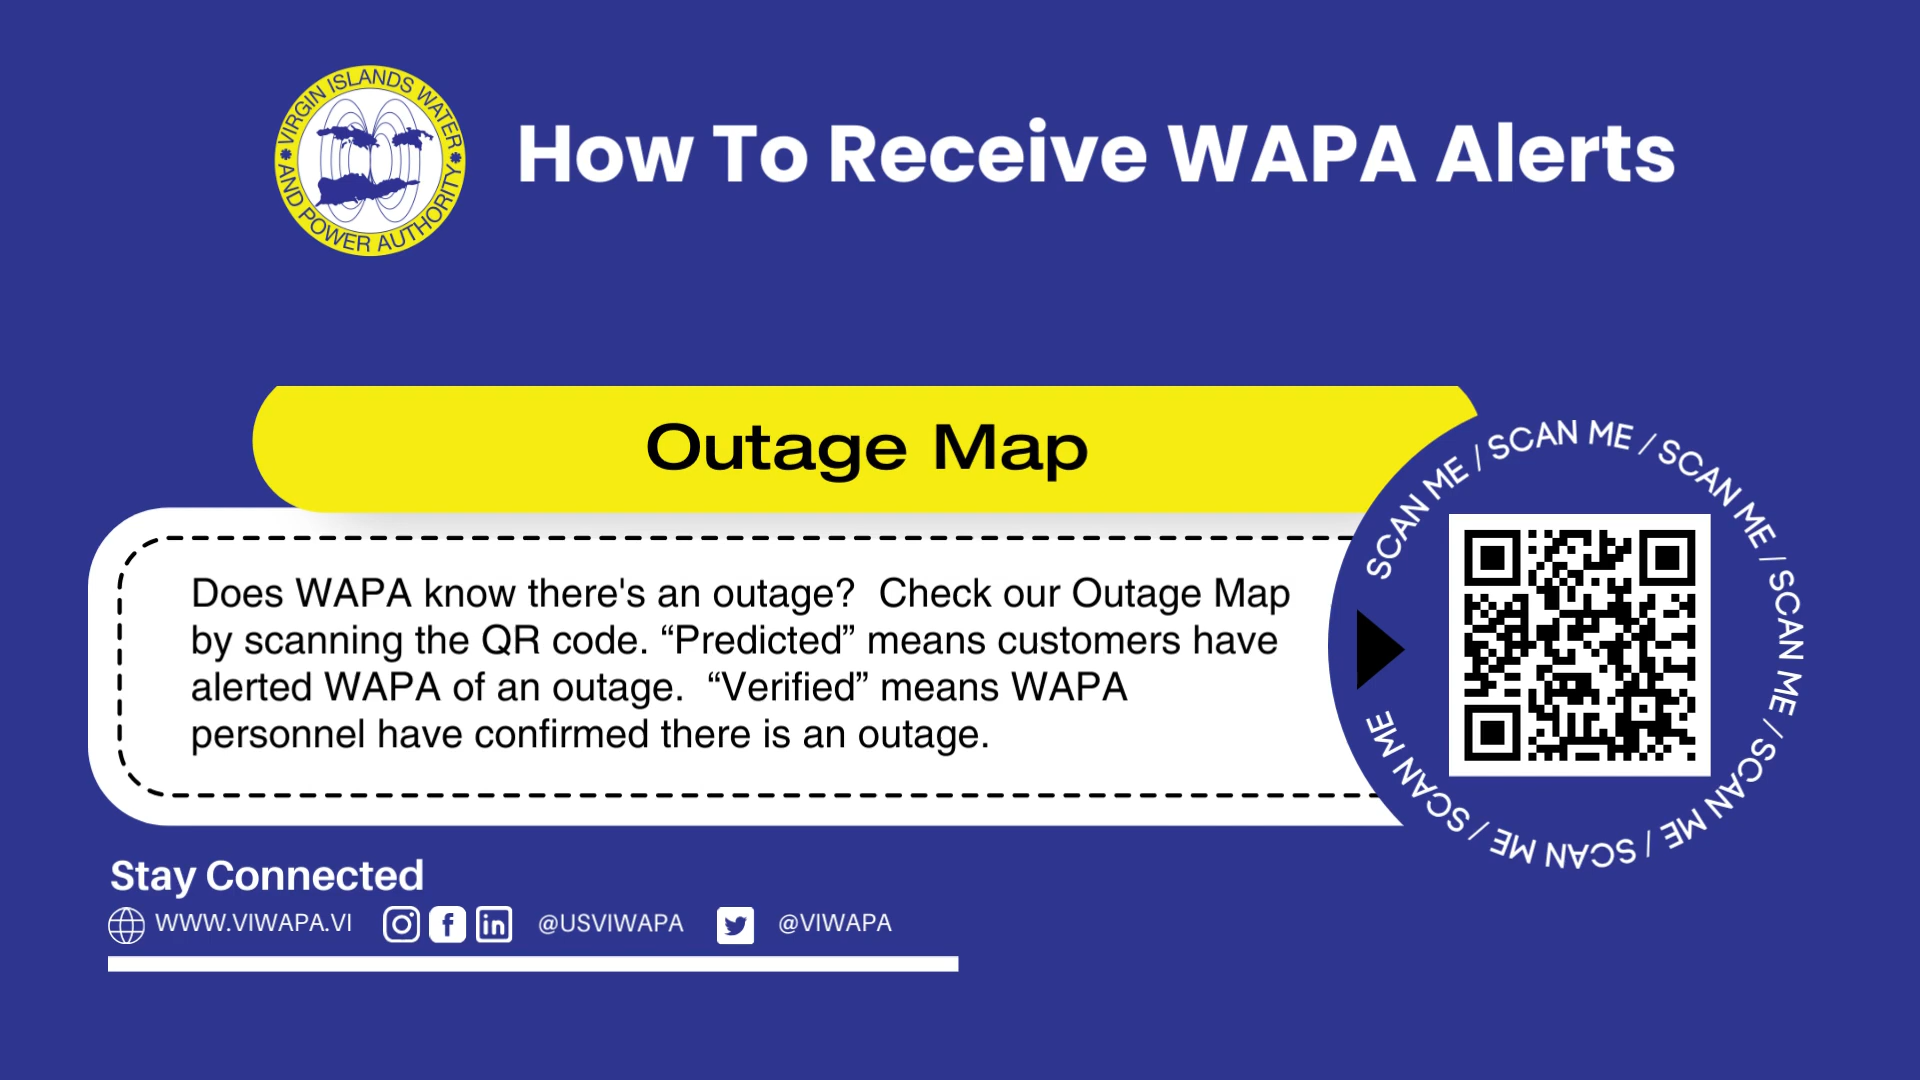 VIRGIN ISLANDS WATER
AND POWER AUTHORITY
How To Receive WAPA Alerts
Outage Map
Does WAPA know there's an outage?  Check our Outage Map
by scanning the QR code. “Predicted” means customers have
alerted WAPA of an outage.  “Verified” means WAPA
personnel have confirmed there is an outage.
SCAN ME / SCAN ME / SCAN ME / SCAN ME / SCAN ME / SCAN ME / SCAN ME
Stay Connected
WWW.VIWAPA.VI @USVIWAPA @VIWAPA